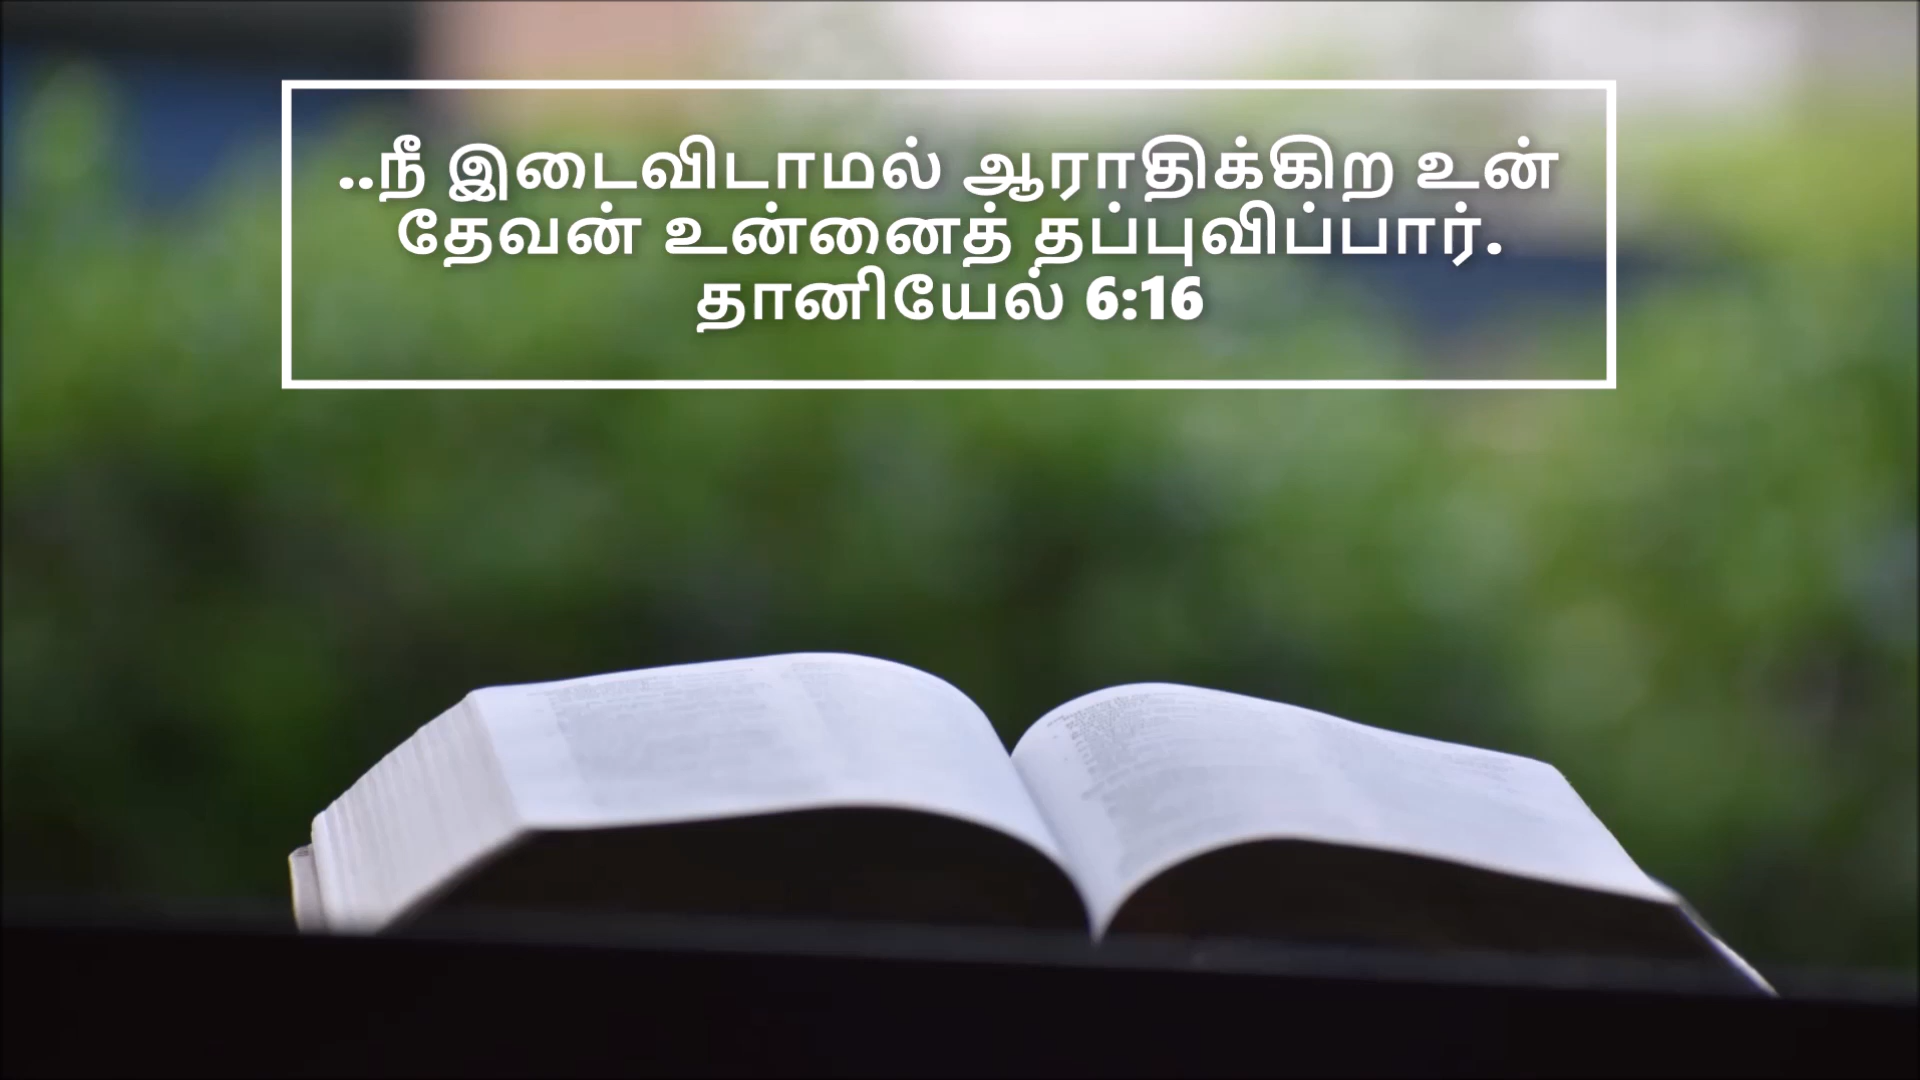 ..நீ இடைவிடாமல் ஆராதிக்கிற உன்
தேவன் உன்னைத் தப்புவிப்பார்.
தானியேல் 6:16